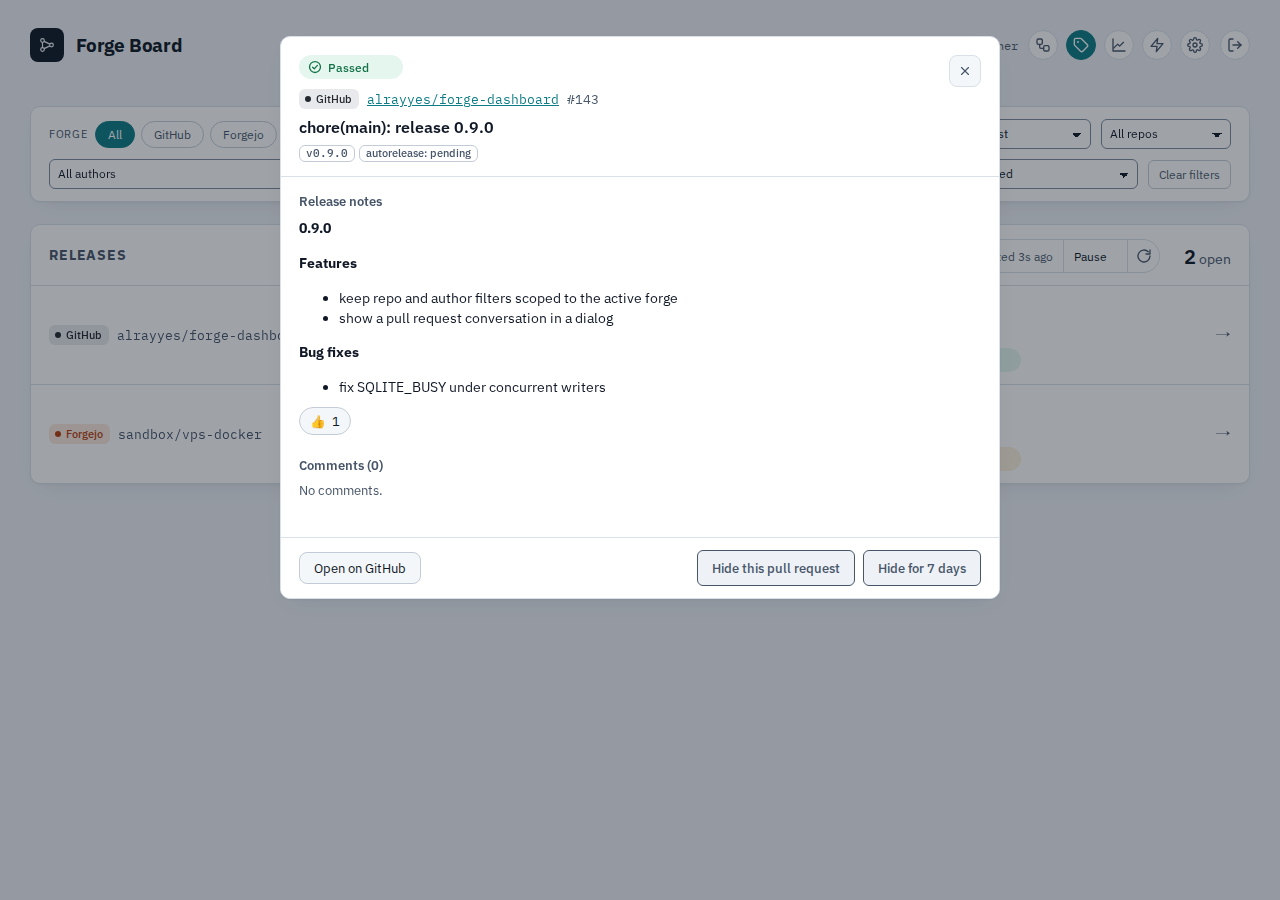 Forge Board
FORGE All GitHub Forgejo
All repos
All authors
Clear filters
RELEASES
3s ago Pause 2 open
GitHub
Forgejo sandbox/vps-docker
→
→
Passed
GitHub alrayyes/forge-dashboard #143
chore(main): release 0.9.0
v0.9.0 autorelease: pending
Release notes
0.9.0
Features
• keep repo and author filters scoped to the active forge
• show a pull request conversation in a dialog
Bug fixes
• fix SQLITE_BUSY under concurrent writers
👍 1
Comments (0)
No comments.
Open on GitHub Hide this pull request Hide for 7 days